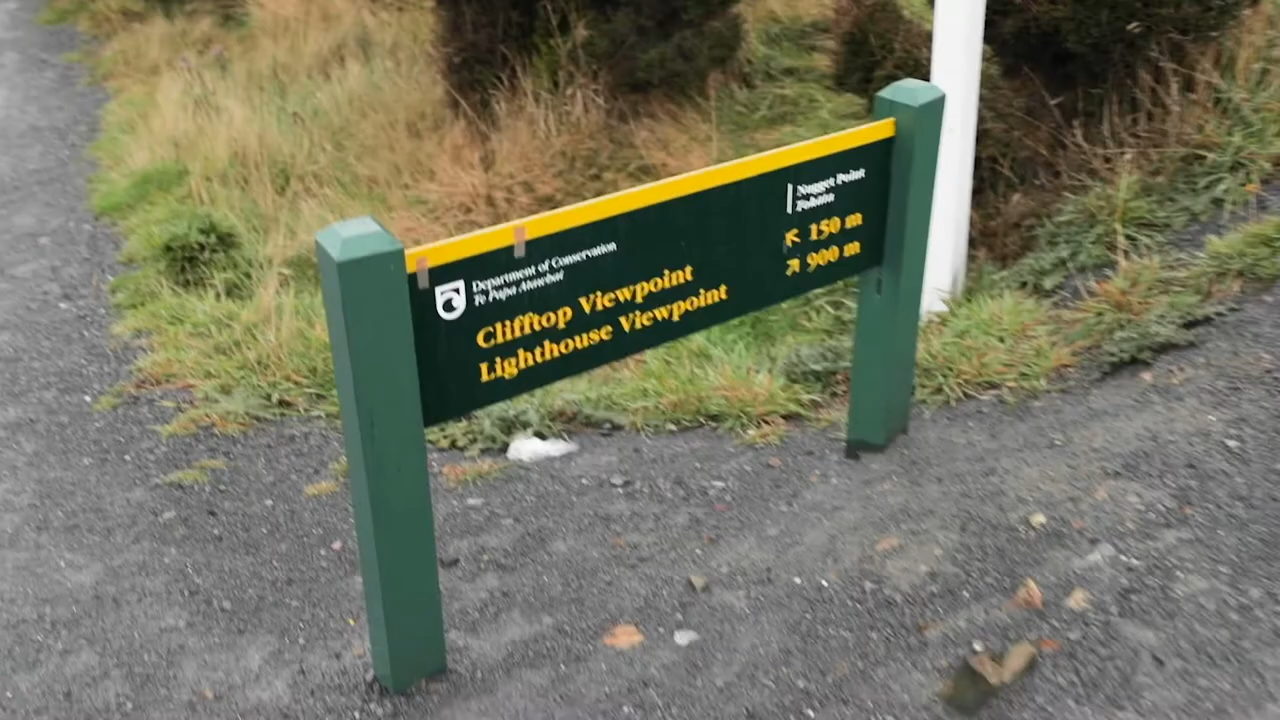 Department of Conservation
Te Papa Atawbai
Clifftop Viewpoint
Lighthouse Viewpoint
Nugget Point
Tokata
↖ 150 m
↗ 900 m